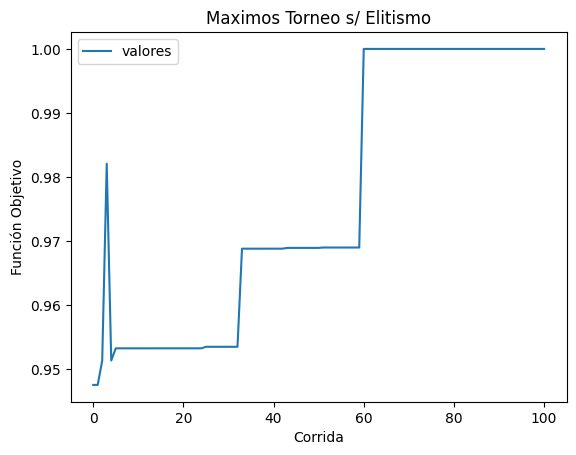 Maximos Torneo s/ Elitismo
valores
1.00
0.99
0.98
0.97
0.96
0.95
Función Objetivo
0 20 40 60 80 100
Corrida